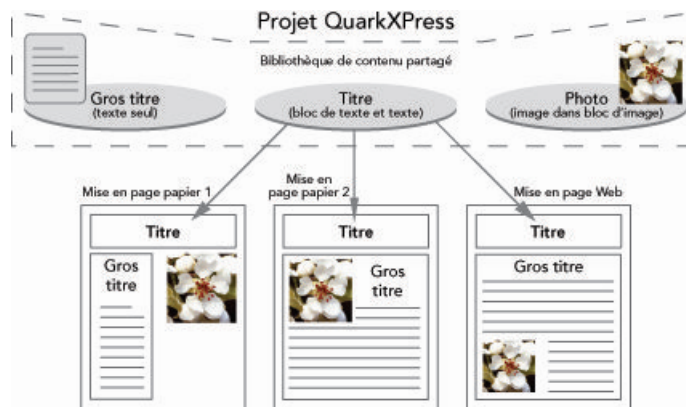 Projet QuarkXPress
Bibliothèque de contenu partagé
Gros titre
(texte seul)
Titre
(bloc de texte et texte)
Photo
(image dans bloc d'image)
Mise en page papier 1
Mise en
page papier 2
Mise en page Web
Titre
Gros
titre
Titre
Gros
titre
Titre
Gros titre